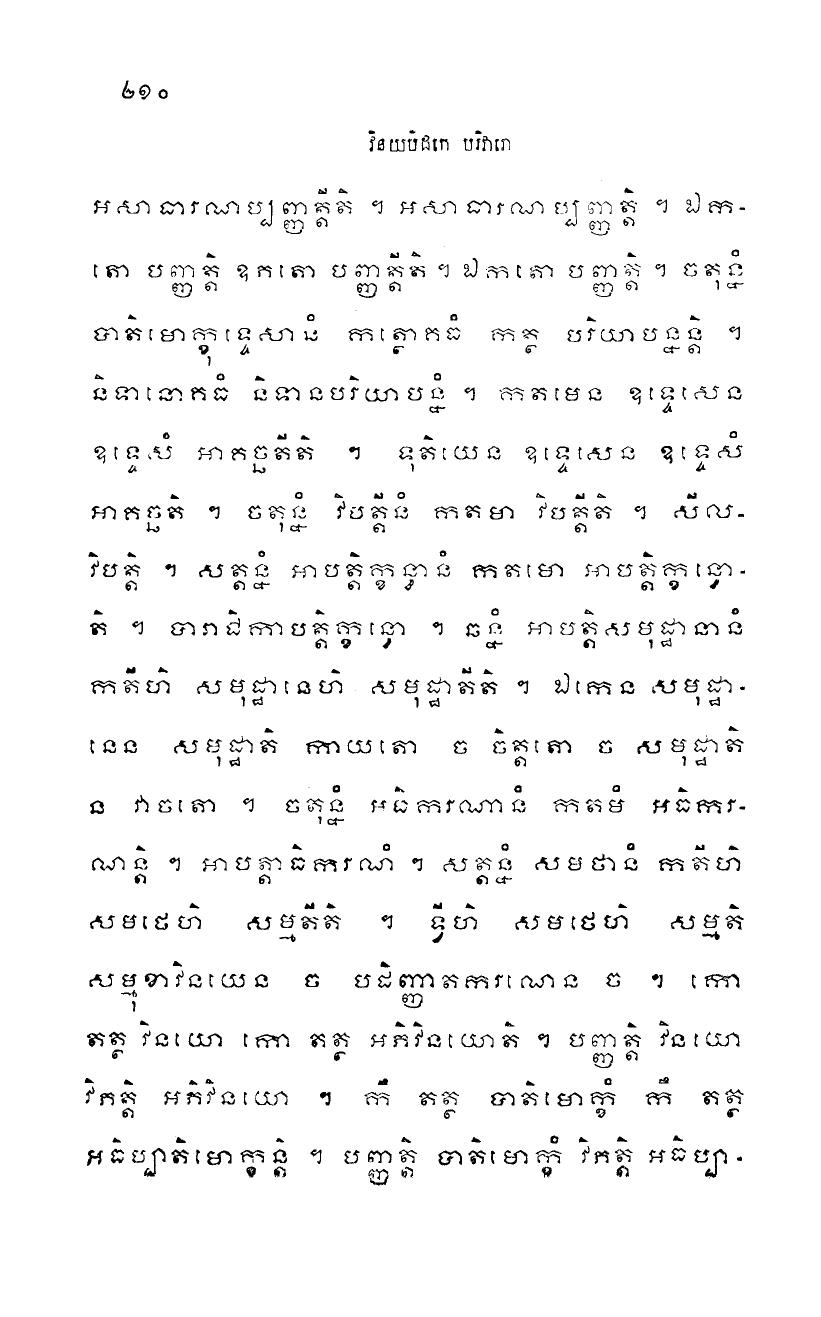 ២១០
វិនយបិដកេ បរិវារោ
អសាធារណប្បញ្ញត្តីតិ ។ អសាធារណប្បញ្ញត្តិ ។ ឯក-
តោ បញ្ញត្តិ ឧភតោ បញ្ញត្តីតិ ។ ឯកតោ បញ្ញត្តិ ។ ចតុន្នំ
បាតិមោក្ខុទ្ទេសានំ កត្ថោគធំ កត្ថ បរិយាបន្នន្តិ ។
និទានោគធំ និទានបរិយាបន្នំ ។ កតមេន ឧទ្ទេសេន
ឧទ្ទេសំ អាគច្ឆតីតិ ។ ទុតិយេន ឧទ្ទេសេន ឧទ្ទេសំ
អាគច្ឆតិ ។ ចតុន្នំ វិបត្តីនំ កតមា វិបត្តីតិ ។ សីល-
វិបត្តិ ។ សត្តន្នំ អាបត្តិក្ខន្ធានំ កតមោ អាបត្តិក្ខន្ធោ-
តិ ។ បារាជិកាបត្តិក្ខន្ធោ ។ ឆន្នំ អាបត្តិសមុដ្ឋានានំ
កតីហិ សមុដ្ឋានេហិ សមុដ្ឋាតីតិ ។ ឯកេន សមុដ្ឋា-
នេន សមុដ្ឋាតិ កាយតោ ច ចិត្តតោ ច សមុដ្ឋាតិ
ន វាចតោ ។ ចតុន្នំ អធិករណានំ កតមំ អធិករ-
ណន្តិ ។ អាបត្តាធិករណំ ។ សត្តន្នំ សមថានំ កតីហិ
សមថេហិ សម្មតីតិ ។ ទ្វីហិ សមថេហិ សម្មតិ
សម្មុខាវិនយេន ច បដិញ្ញាតករណេន ច ។ កោ
តត្ថ វិនយោ កោ តត្ថ អភិវិនយោតិ ។ បញ្ញត្តិ វិនយោ
វិភត្តិ អភិវិនយោ ។ កឹ តត្ថ បាតិមោក្ខំ កឹ តត្ថ
អធិប្បាតិមោក្ខន្តិ ។ បញ្ញត្តិ បាតិមោក្ខំ វិភត្តិ អធិប្បា-